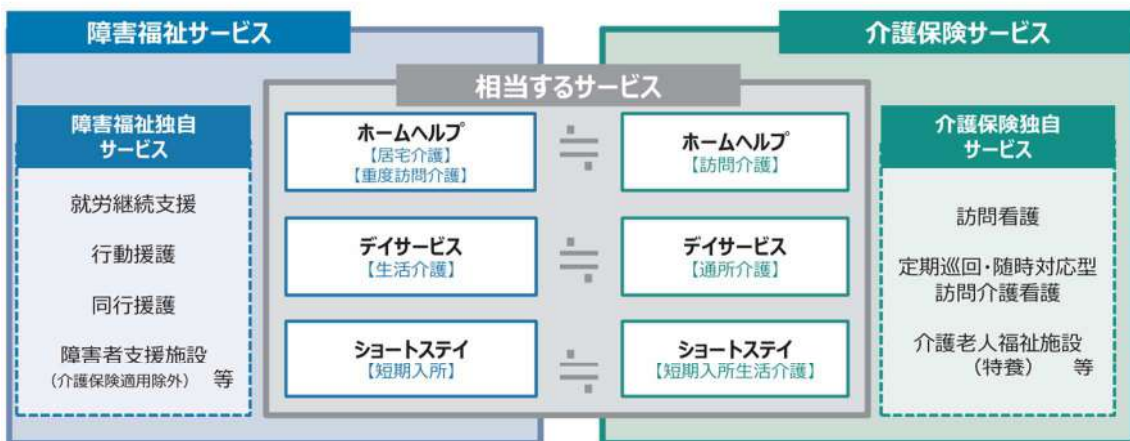 障害福祉サービス
介護保険サービス
相当するサービス
障害福祉独自
サービス
就労継続支援
行動援護
同行援護
障害者支援施設
（介護保険適用除外） 等
ホームヘルプ
【居宅介護】
【重度訪問介護】
≒
ホームヘルプ
【訪問介護】
デイサービス
【生活介護】
≒
デイサービス
【通所介護】
ショートステイ
【短期入所】
≒
ショートステイ
【短期入所生活介護】
介護保険独自
サービス
訪問看護
定期巡回・随時対応型
訪問介護看護
介護老人福祉施設
（特養） 等